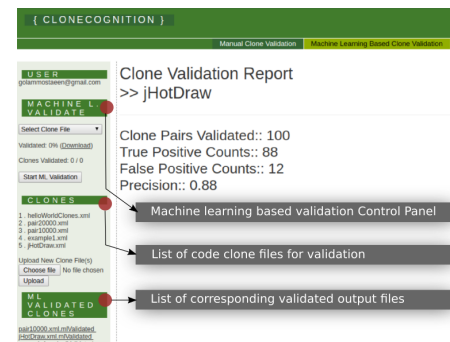 { CLONECOGNITION }
Manual Clone Validation
Machine Learning Based Clone Validation
USER
golammostaeen@gmail.com
MACHINE L.
VALIDATE
Select Clone File
Validated: 0% (Download)
Clones Validated: 0 / 0
Start ML Validation
CLONES
1 . helloWorldClones.xml
2 . pair20000.xml
3 . pair10000.xml
4 . example1.xml
5 . jHotDraw.xml
Upload New Clone File(s)
Choose file No file chosen
Upload
ML
VALIDATED
CLONES
pair10000.xml.mlValidated
jHotDraw.xml.mlValidated
Clone Validation Report
>> jHotDraw
Clone Pairs Validated:: 100
True Positive Counts:: 88
False Positive Counts:: 12
Precision:: 0.88
Machine learning based validation Control Panel
List of code clone files for validation
List of corresponding validated output files